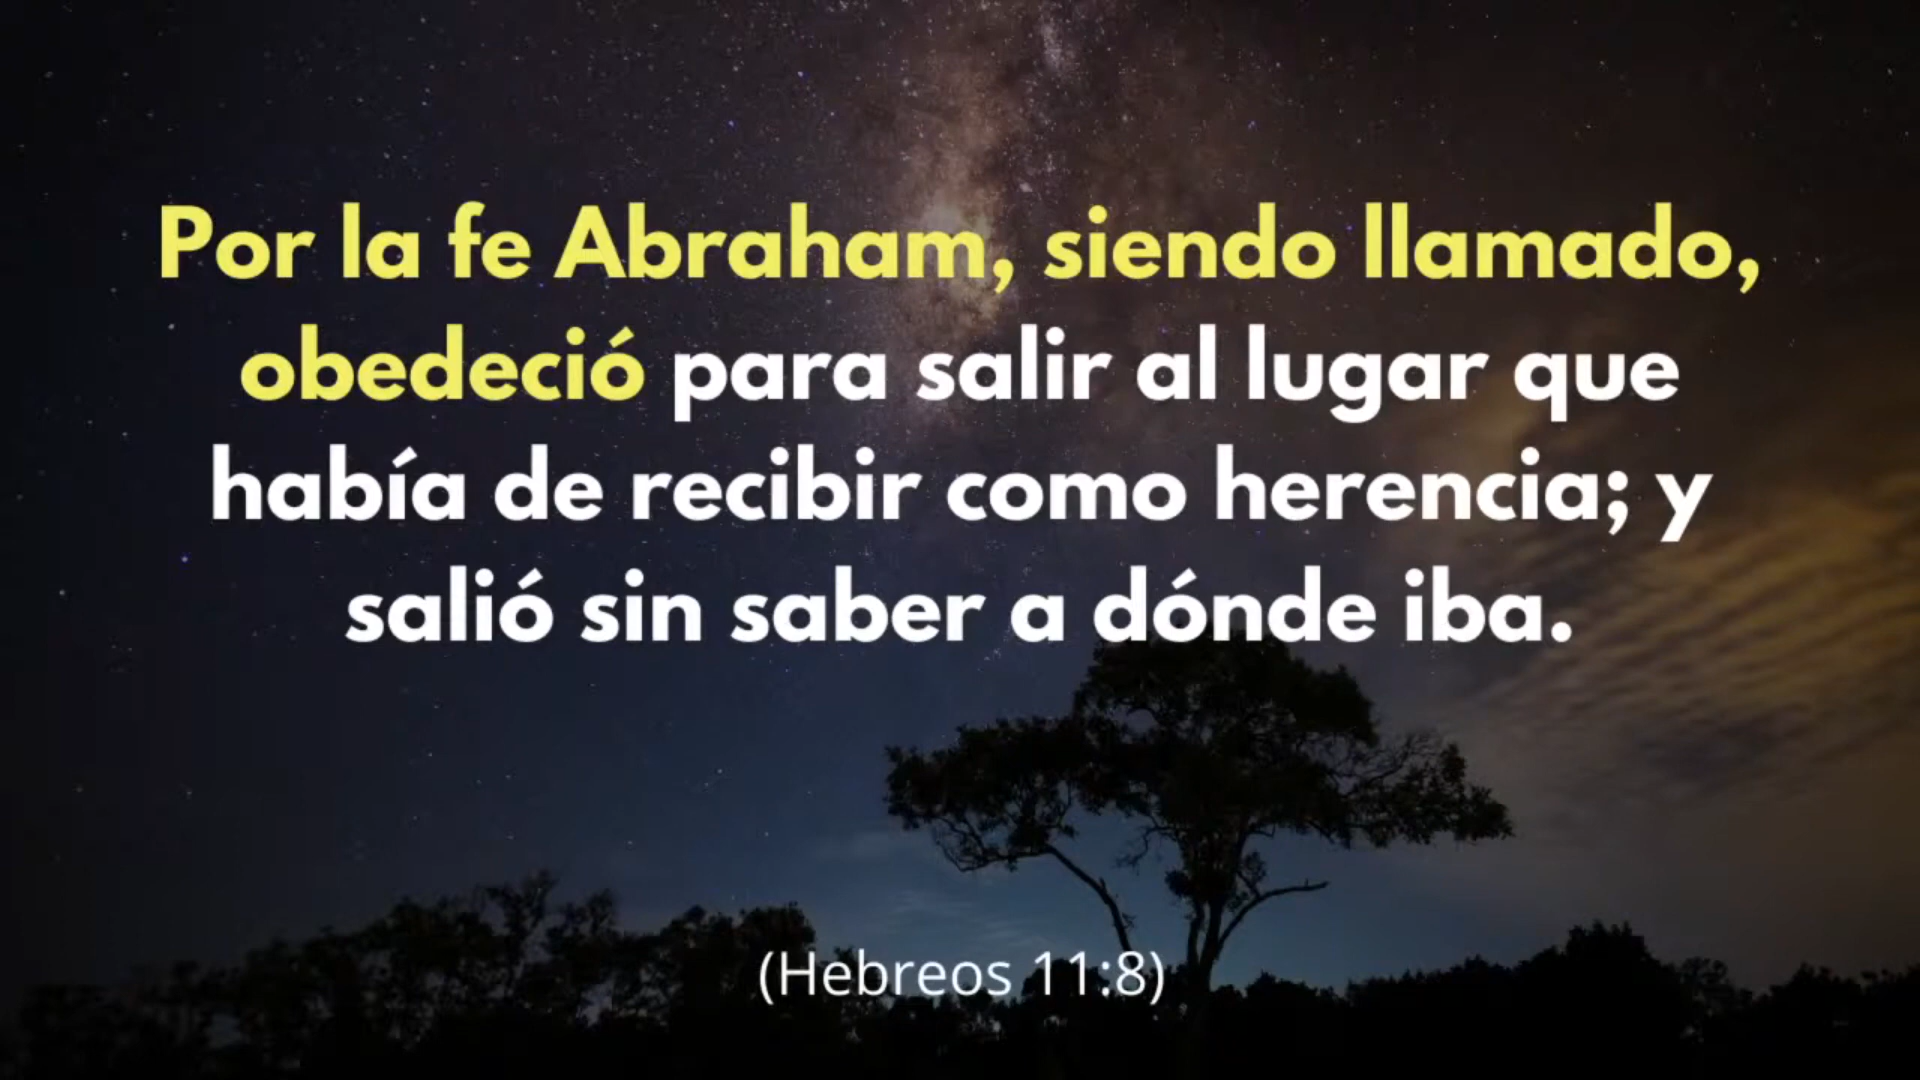 Por la fe Abraham, siendo llamado,
obedeció para salir al lugar que
había de recibir como herencia; y
salió sin saber a dónde iba.
(Hebreos 11:8)